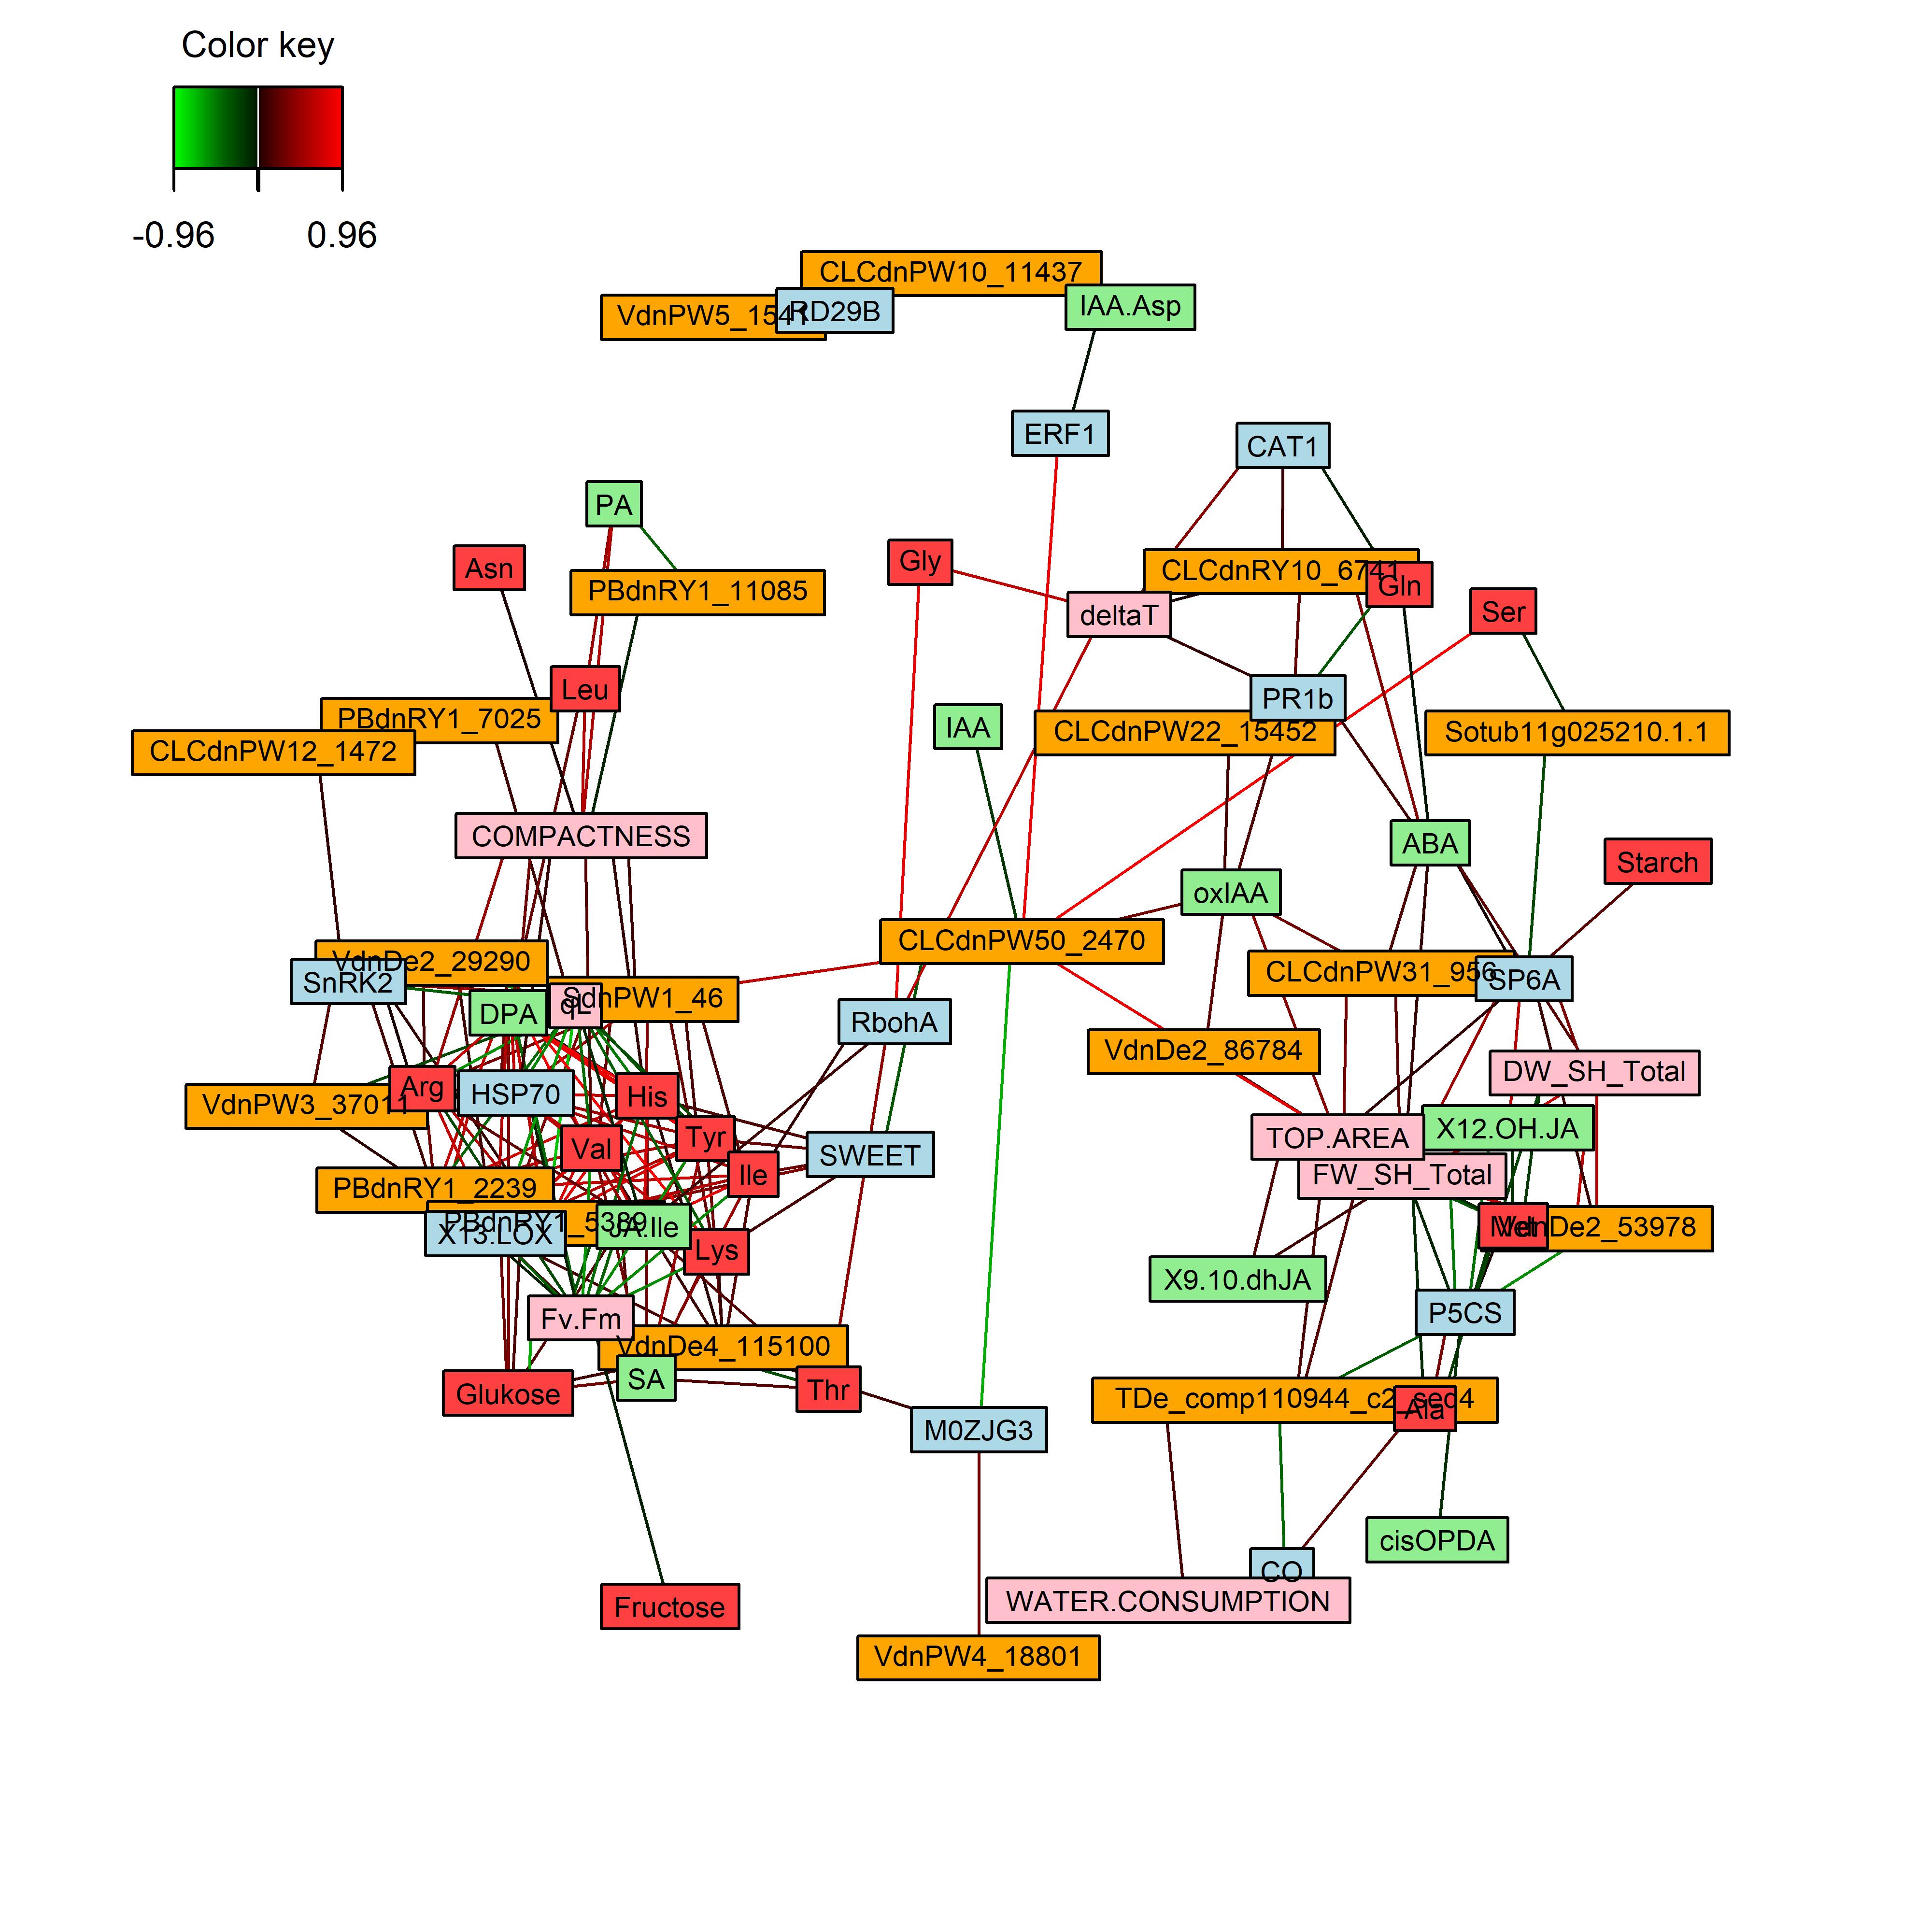 Color key
-0.96 0.96
CLCdnPW10_11437
VdnPW5_1541
RD29B
IAA.Asp
ERF1
CAT1
PA
Asn
Gly
CLCdnRY10_6741
Gln
PBdnRY1_11085
deltaT
Ser
Leu
PR1b
PBdnRY1_7025
IAA
CLCdnPW22_15452
Sotub11g025210.1.1
CLCdnPW12_1472
COMPACTNESS
ABA
Starch
oxIAA
CLCdnPW50_2470
VdnDe2_29290
CLCdnPW31_956
SP6A
SnRK2
DPA
qL
SdnPW1_46
RbohA
VdnDe2_86784
DW_SH_Total
Arg
HSP70
His
VdnPW3_37011
Val
Tyr
SWEET
TOP.AREA
X12.OH.JA
Ile
FW_SH_Total
PBdnRY1_2239
PBdnRY1_5389
X13.LOX
JA.Ile
Lys
Met
VdnDe2_53978
X9.10.dhJA
Fv.Fm
P5CS
VdnDe4_115100
SA
Glukose
Thr
TDe_comp110944_c2_seq4
Ala
M0ZJG3
cisOPDA
CO
Fructose
WATER.CONSUMPTION
VdnPW4_18801